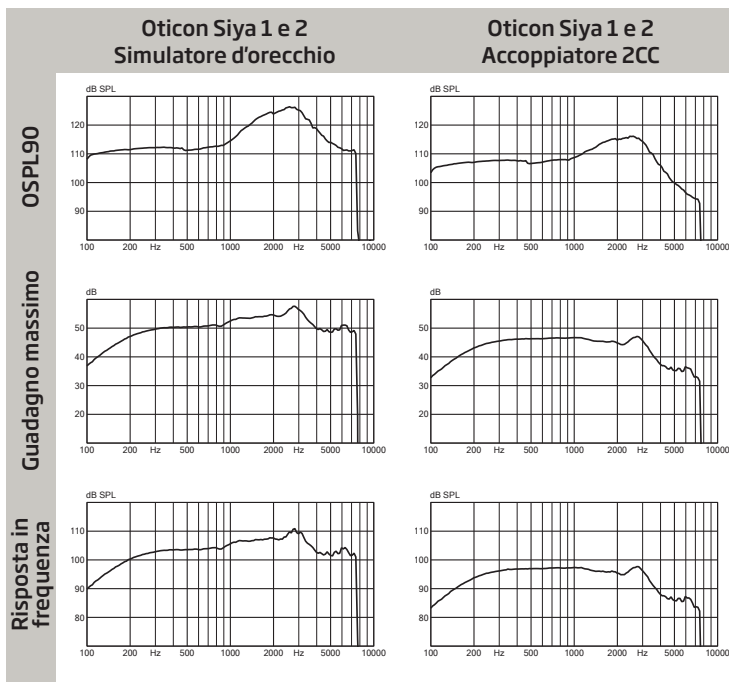 Oticon Siya 1 e 2
Simulatore d'orecchio
Oticon Siya 1 e 2
Accoppiatore 2CC
OSPL90
dB SPL
120
110
100
90
100 200 Hz 500 1000 2000 Hz 5000 10000
dB SPL
120
110
100
90
100 200 Hz 500 1000 2000 Hz 5000 10000
Guadagno massimo
dB
50
40
30
20
100 200 Hz 500 1000 2000 Hz 5000 10000
dB
50
40
30
20
100 200 Hz 500 1000 2000 Hz 5000 10000
Risposta in
frequenza
dB SPL
110
100
90
80
100 200 Hz 500 1000 2000 Hz 5000 10000
dB SPL
110
100
90
80
100 200 Hz 500 1000 2000 Hz 5000 10000